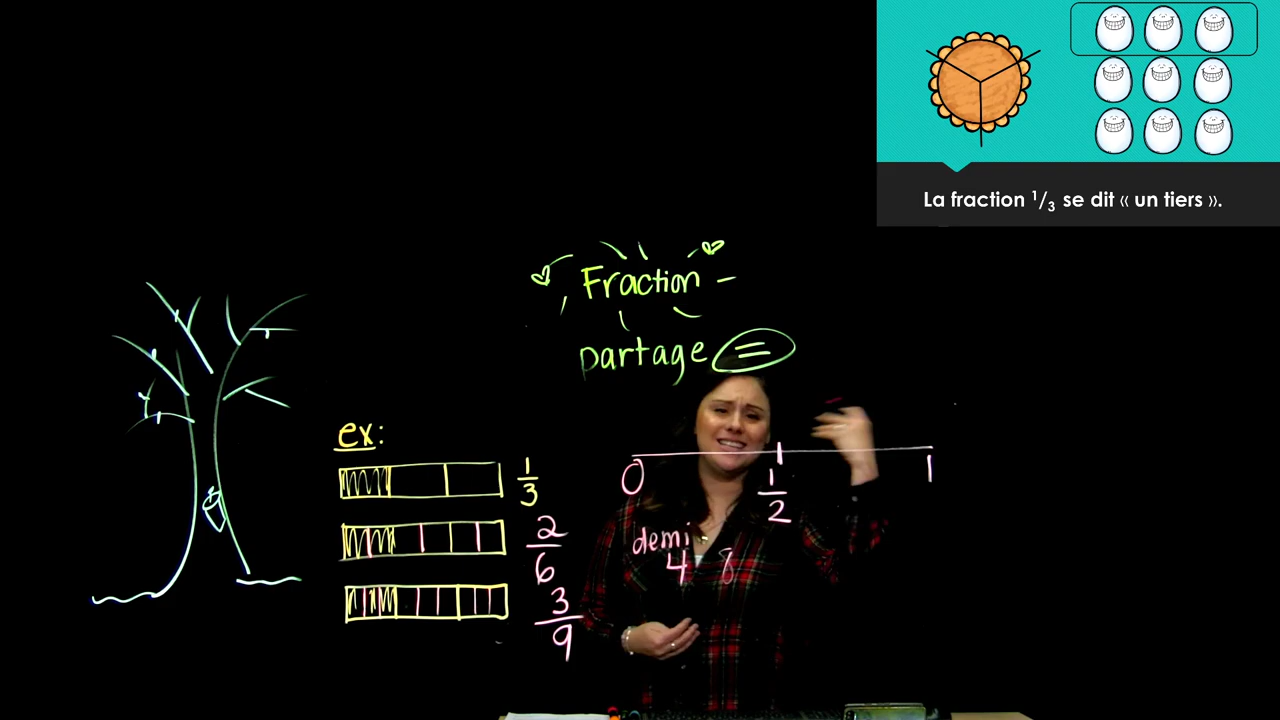 La fraction 1/3 se dit « un tiers ».
Fraction
partage =
ex:
1/3
2/6
3/9
0 1/2 1
demi
4 8